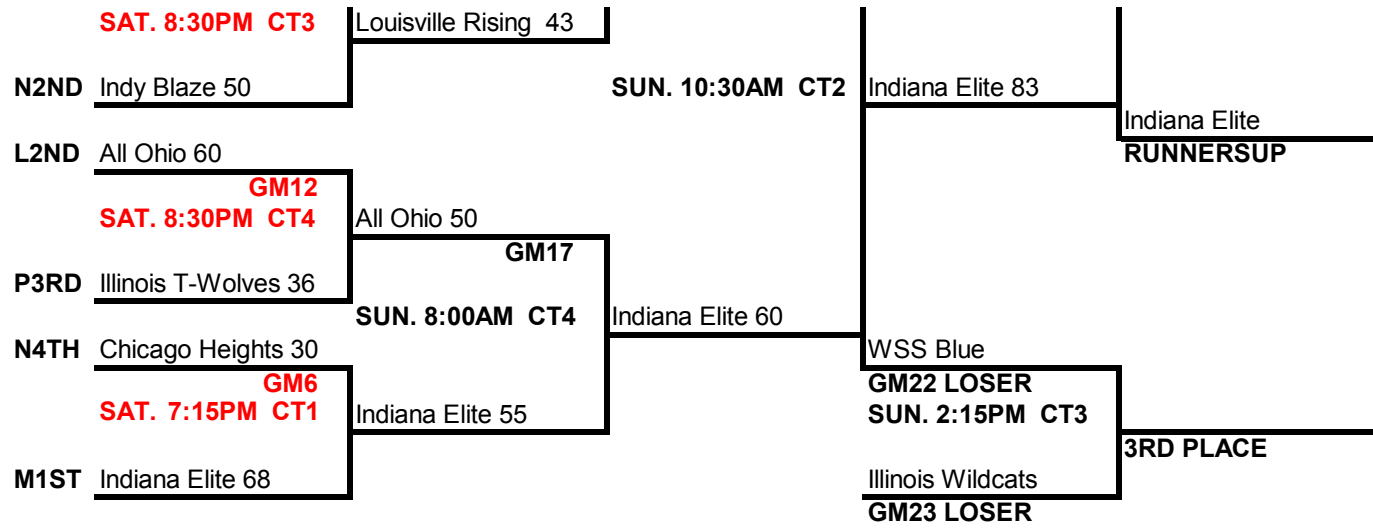 SAT. 8:30PM CT3 Louisville Rising 43
N2ND Indy Blaze 50 SUN. 10:30AM CT2 Indiana Elite 83
Indiana Elite
L2ND All Ohio 60 RUNNERSUP
GM12
SAT. 8:30PM CT4 All Ohio 50
GM17
P3RD Illinois T-Wolves 36
SUN. 8:00AM CT4 Indiana Elite 60
N4TH Chicago Heights 30 WSS Blue
GM6 GM22 LOSER
SAT. 7:15PM CT1 Indiana Elite 55 SUN. 2:15PM CT3
3RD PLACE
M1ST Indiana Elite 68 Illinois Wildcats
GM23 LOSER